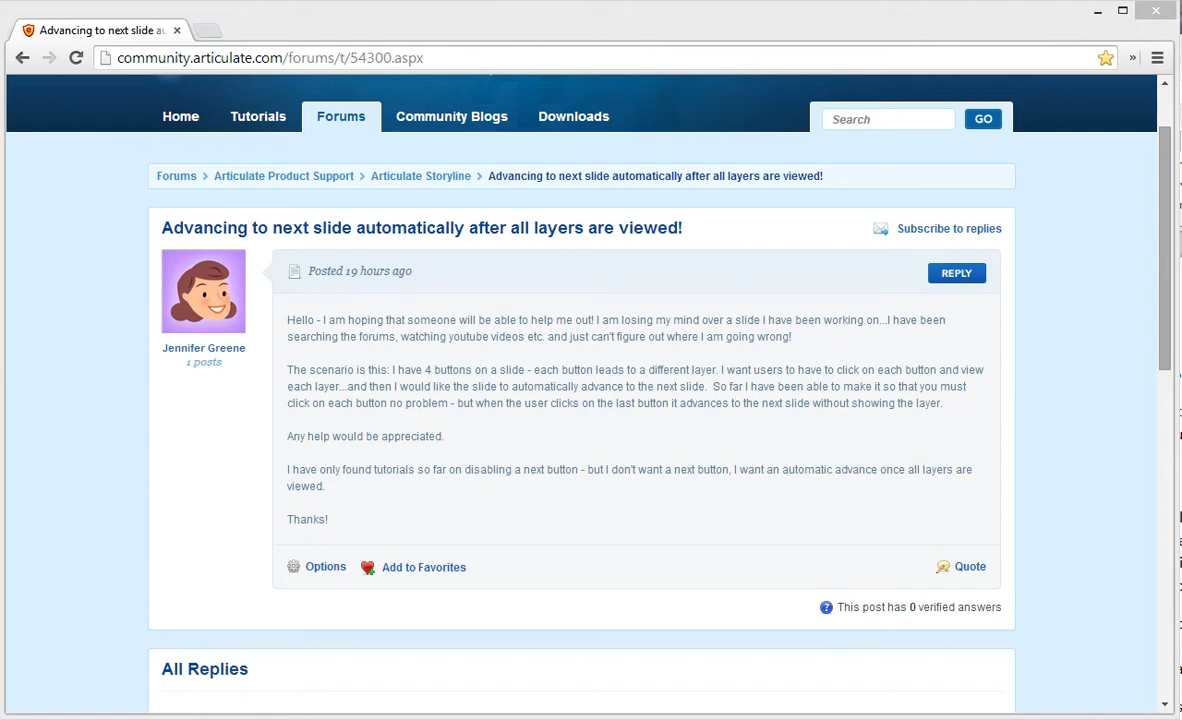 Advancing to next slide au
community.articulate.com/forums/t/54300.aspx
Home Tutorials Forums Community Blogs Downloads Search GO
Forums > Articulate Product Support > Articulate Storyline > Advancing to next slide automatically after all layers are viewed!
Advancing to next slide automatically after all layers are viewed!
Subscribe to replies
Posted 19 hours ago
REPLY
Jennifer Greene
1 posts
Hello - I am hoping that someone will be able to help me out! I am losing my mind over a slide I have been working on...I have been
searching the forums, watching youtube videos etc. and just can't figure out where I am going wrong!
The scenario is this: I have 4 buttons on a slide - each button leads to a different layer. I want users to have to click on each button and view
each layer...and then I would like the slide to automatically advance to the next slide.  So far I have been able to make it so that you must
click on each button no problem - but when the user clicks on the last button it advances to the next slide without showing the layer.
Any help would be appreciated.
I have only found tutorials so far on disabling a next button - but I don't want a next button, I want an automatic advance once all layers are
viewed.
Thanks!
Options Add to Favorites Quote
This post has 0 verified answers
All Replies